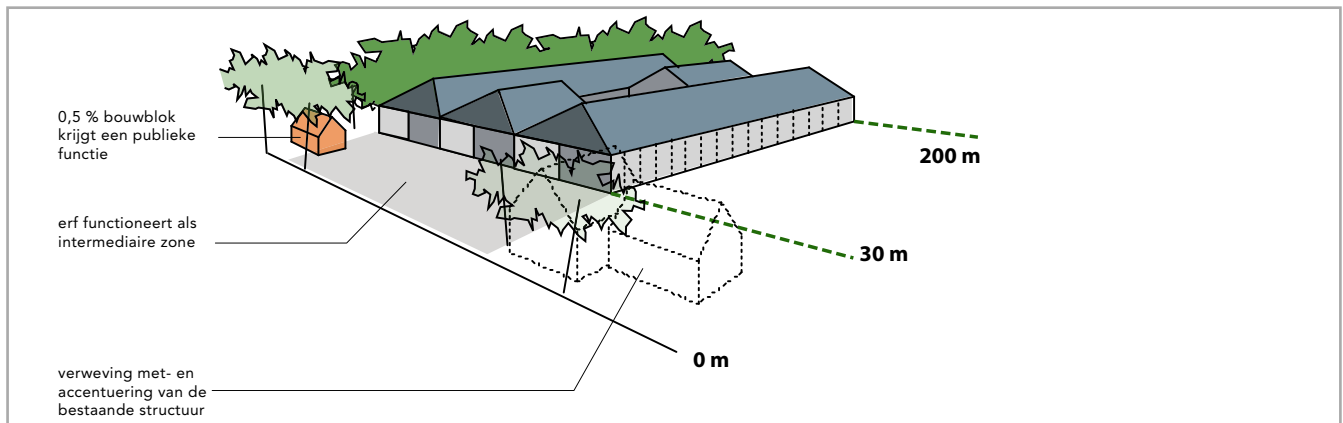 0,5 % bouwblok
krijgt een publieke
functie
200 m
erf functioneert als
intermediaire zone
30 m
0 m
verweving met- en
accentuering van de
bestaande structuur